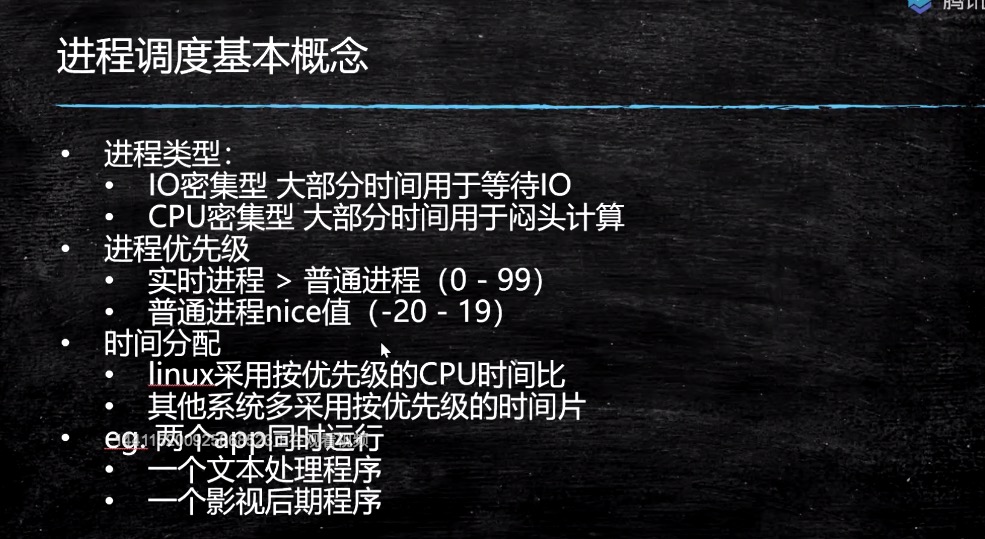 腾讯
进程调度基本概念
• 进程类型：
• IO密集型 大部分时间用于等待IO
• CPU密集型 大部分时间用于闷头计算
• 进程优先级
• 实时进程 > 普通进程（0 - 99）
• 普通进程nice值（-20 - 19）
• 时间分配
• linux采用按优先级的CPU时间比
• 其他系统多采用按优先级的时间片
• eg. 两个app同时运行
• 一个文本处理程序
• 一个影视后期程序